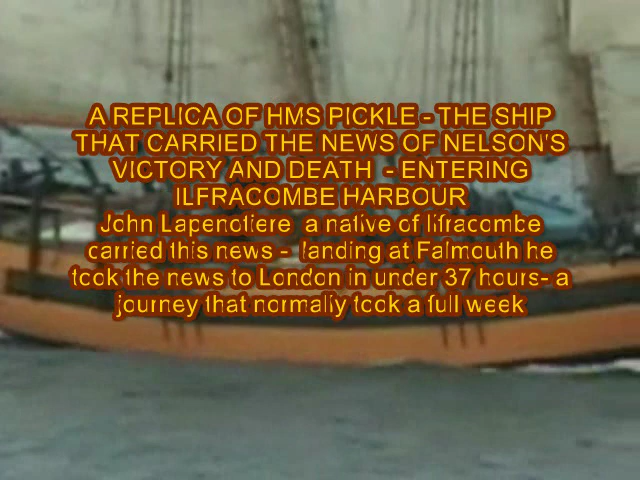 A REPLICA OF HMS PICKLE - THE SHIP
THAT CARRIED THE NEWS OF NELSON'S
VICTORY AND DEATH - ENTERING
ILFRACOMBE HARBOUR
John Lapenotiere a native of Ilfracombe
carried this news - landing at Falmouth he
took the news to London in under 37 hours- a
journey that normally took a full week